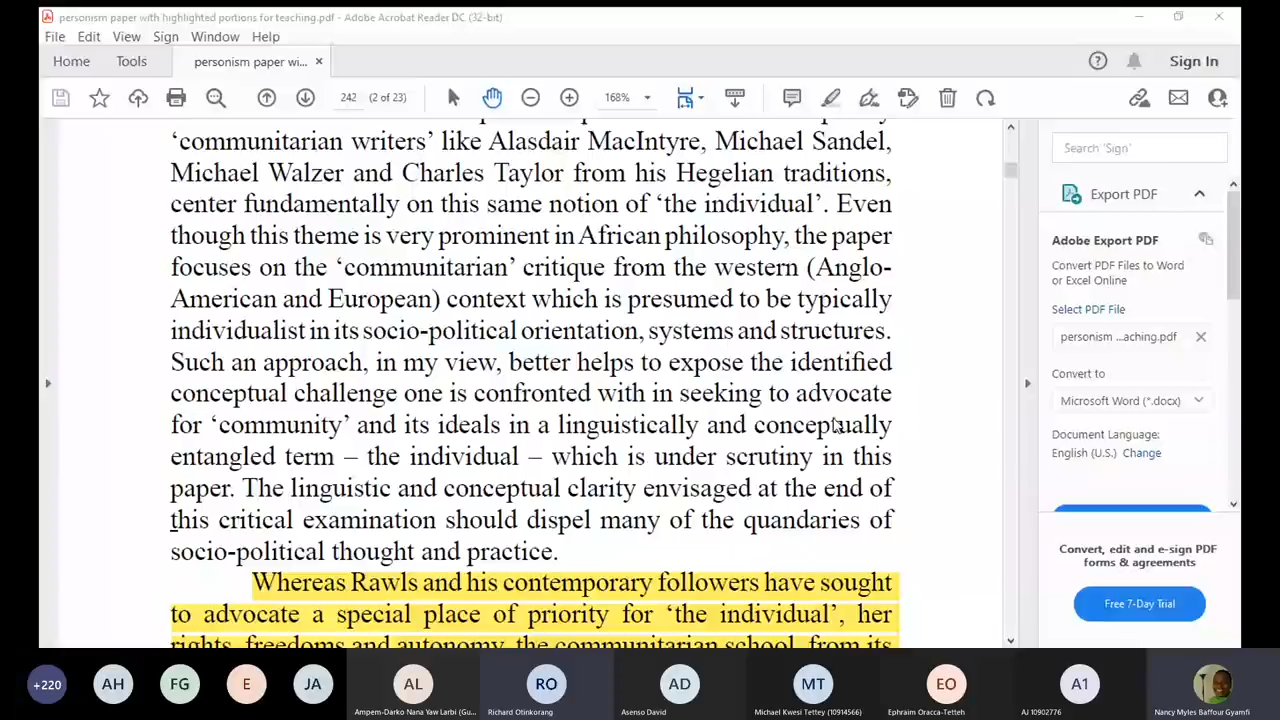 personism paper with highlighted portions for teaching.pdf - Adobe Acrobat Reader DC (32-bit)
File Edit View Sign Window Help
Home Tools personism paper wi... × Sign In
242 (2 of 23) 168%
'communitarian writers' like Alasdair MacIntyre, Michael Sandel,
Michael Walzer and Charles Taylor from his Hegelian traditions,
center fundamentally on this same notion of 'the individual'. Even
though this theme is very prominent in African philosophy, the paper
focuses on the 'communitarian' critique from the western (Anglo-
American and European) context which is presumed to be typically
individualist in its socio-political orientation, systems and structures.
Such an approach, in my view, better helps to expose the identified
conceptual challenge one is confronted with in seeking to advocate
for 'community' and its ideals in a linguistically and conceptually
entangled term – the individual – which is under scrutiny in this
paper. The linguistic and conceptual clarity envisaged at the end of
this critical examination should dispel many of the quandaries of
socio-political thought and practice.
Whereas Rawls and his contemporary followers have sought
to advocate a special place of priority for 'the individual', her
rights, freedoms and autonomy, the communitarian school, from its
Search 'Sign'
Export PDF
Adobe Export PDF
Convert PDF Files to Word
or Excel Online
Select PDF File
personism ...aching.pdf
Convert to
Microsoft Word (*.docx)
Document Language:
English (U.S.) Change
Convert, edit and e-sign PDF
forms & agreements
Free 7-Day Trial
+220 AH FG E JA AL RO AD MT EO A1
Ampem-Darko Nana Yaw Larbi (Gu... Richard Otinkorang Asenso David Michael Kwesi Tettey (10914566) Ephraim Oracca-Tetteh AJ 10902776 Nancy Myles Baffour Gyamfi